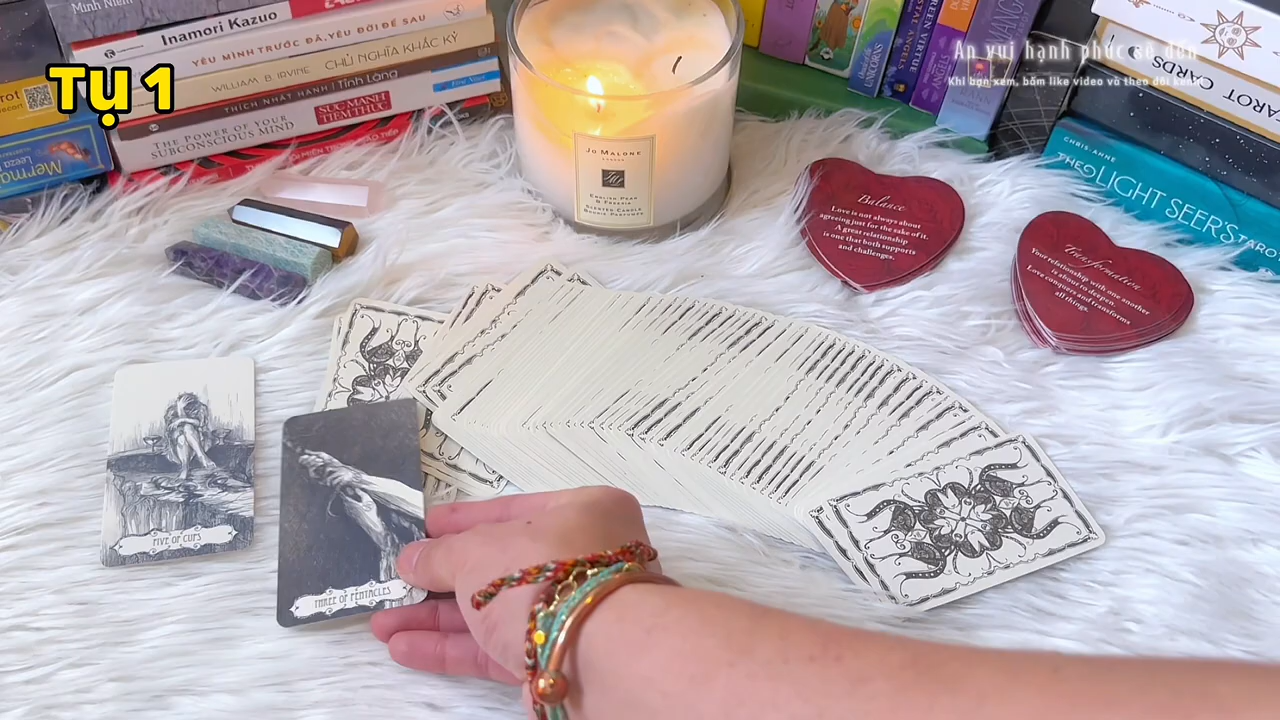 Minh Niệm
Inamori Kazuo
YÊU MÌNH TRƯỚC ĐÃ, YÊU ĐỜI ĐỂ SAU
WILLIAM B. IRVINE CHỦ NGHĨA KHẮC KỶ
THÍCH NHẤT HẠNH Tĩnh Lặng
THE POWER OF YOUR
SUBCONSCIOUS MIND
SỨC MẠNH
TIỀM THỨC
Tụ 1
An vui hạnh phúc sẽ đến
Khi bạn xem, bấm like video và theo dõi kênh
JO MALONE
LONDON
ENGLISH PEAR
& FREESIA
SCENTED CANDLE
BOUGIE PARFUMÉE
UNICORNS
TAROT CARDS
CHRIS-ANNE
THE LIGHT SEER'S TAROT
Balance
Love is not always about
agreeing just for the sake of it.
A great relationship
is one that both supports
and challenges.
Transformation
Your relationship with one another
is about to deepen.
Love conquers and transforms
all things.
FIVE OF CUPS
THREE OF PENTACLES